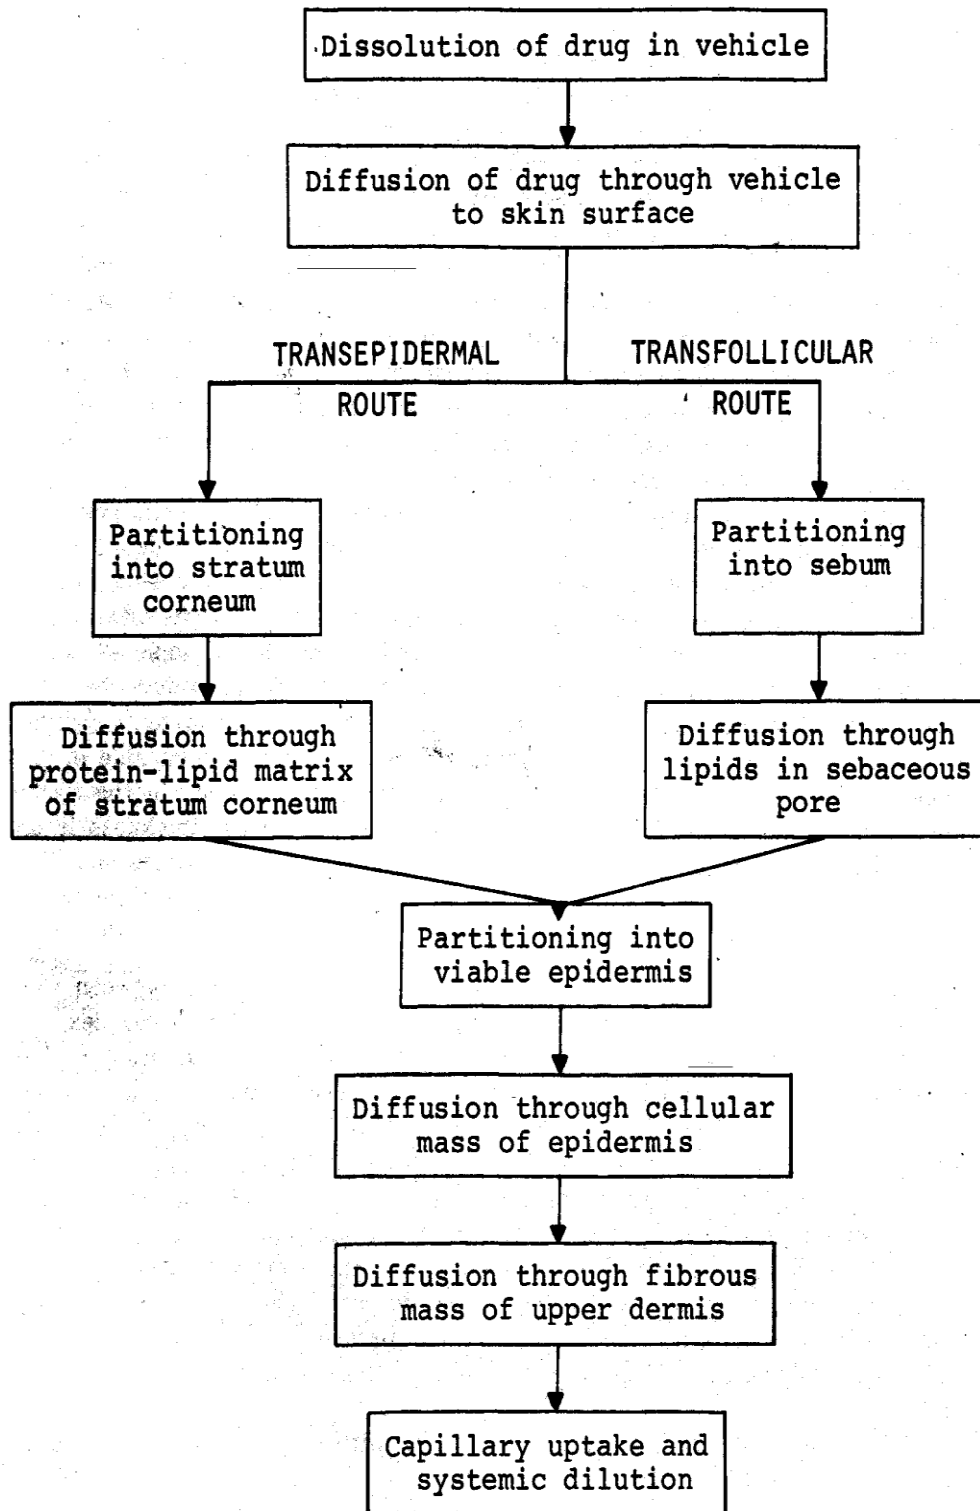 Dissolution of drug in vehicle
Diffusion of drug through vehicle
to skin surface
TRANSEPIDERMAL
ROUTE
TRANSFOLLICULAR
ROUTE
Partitioning
into stratum
corneum
Partitioning
into sebum
Diffusion through
protein-lipid matrix
of stratum corneum
Diffusion through
lipids in sebaceous
pore
Partitioning into
viable epidermis
Diffusion through cellular
mass of epidermis
Diffusion through fibrous
mass of upper dermis
Capillary uptake and
systemic dilution